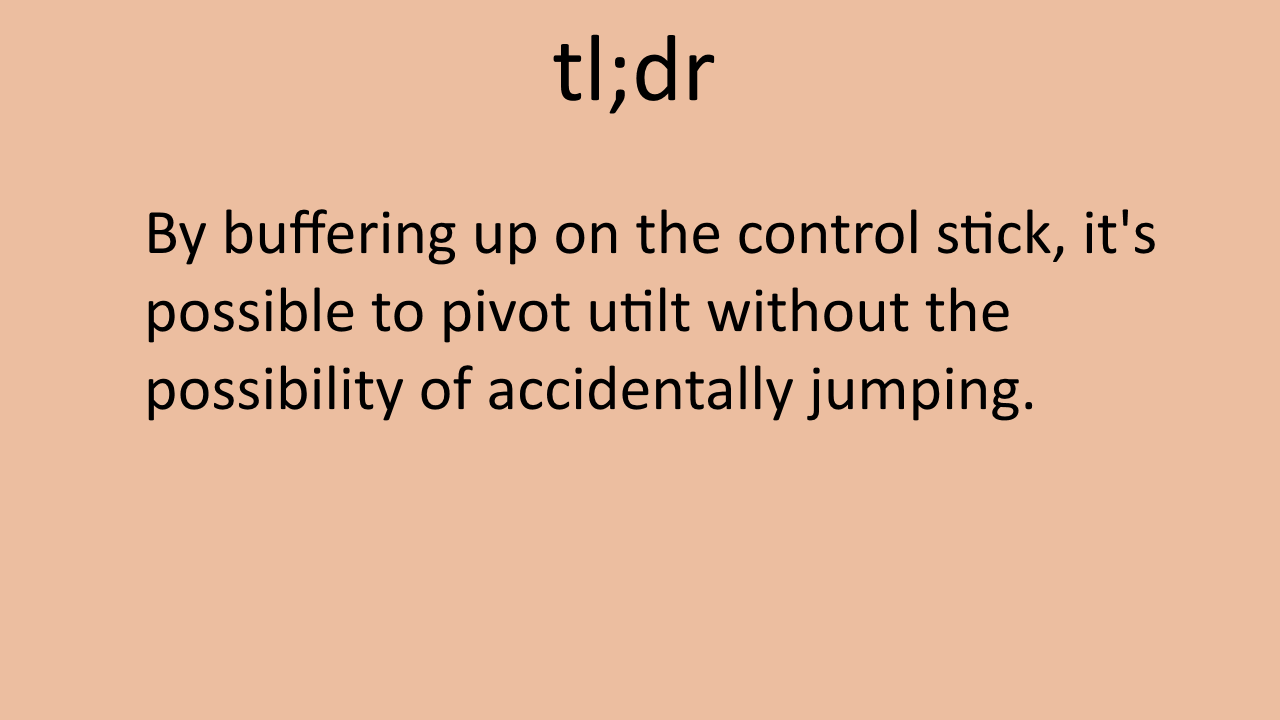 tl;dr
By buffering up on the control stick, it's
possible to pivot utilt without the
possibility of accidentally jumping.